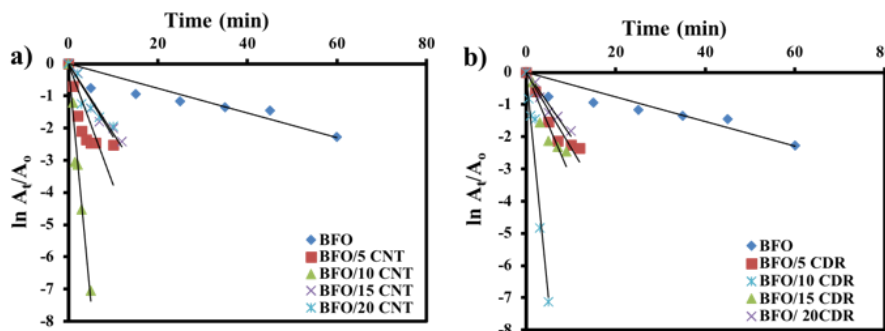 a)
Time (min)
0 20 40 60 80
0
-1
-2
-3
-4
-5
-6
-7
-8
ln At/Ao
BFO
BFO/5 CNT
BFO/10 CNT
BFO/15 CNT
BFO/20 CNT
b)
Time (min)
0 20 40 60 80
0
-1
-2
-3
-4
-5
-6
-7
-8
ln At/Ao
BFO
BFO/5 CDR
BFO/10 CDR
BFO/15 CDR
BFO/ 20CDR